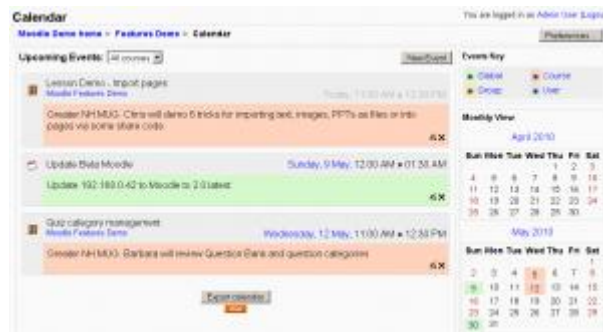 Calendar
You are logged in as Admin User (Logout
Moodle Demo home ► Features Demo ► Calendar
Preferences...
Upcoming Events: All courses
New Event
Lesson Demo - Import pages
Moodle Features Demo
Today, 11:00 AM » 12:30 PM
Greater NH MUG- Chris will demo 5 tricks for importing text, images, PPTs as files or into
pages via some share code.
Update Beta Moodle
Sunday, 9 May, 12:00 AM » 01:30 AM
Update 192.168.0.42 to Moodle to 2.0 latest
Quiz category management
Moodle Features Demo
Wednesday, 12 May, 11:00 AM » 12:30 PM
Greater NH MUG- Barbara will review Question Bank and question categories
Export calendar
Events Key
Global
Course
Group
User
Monthly View
April 2010
Sun Mon Tue Wed Thu Fri Sat
1 2 3
4 5 6 7 8 9 10
11 12 13 14 15 16 17
18 19 20 21 22 23 24
25 26 27 28 29 30
May 2010
Sun Mon Tue Wed Thu Fri Sat
1
2 3 4 5 6 7 8
9 10 11 12 13 14 15
16 17 18 19 20 21 22
23 24 25 26 27 28 29
30 31